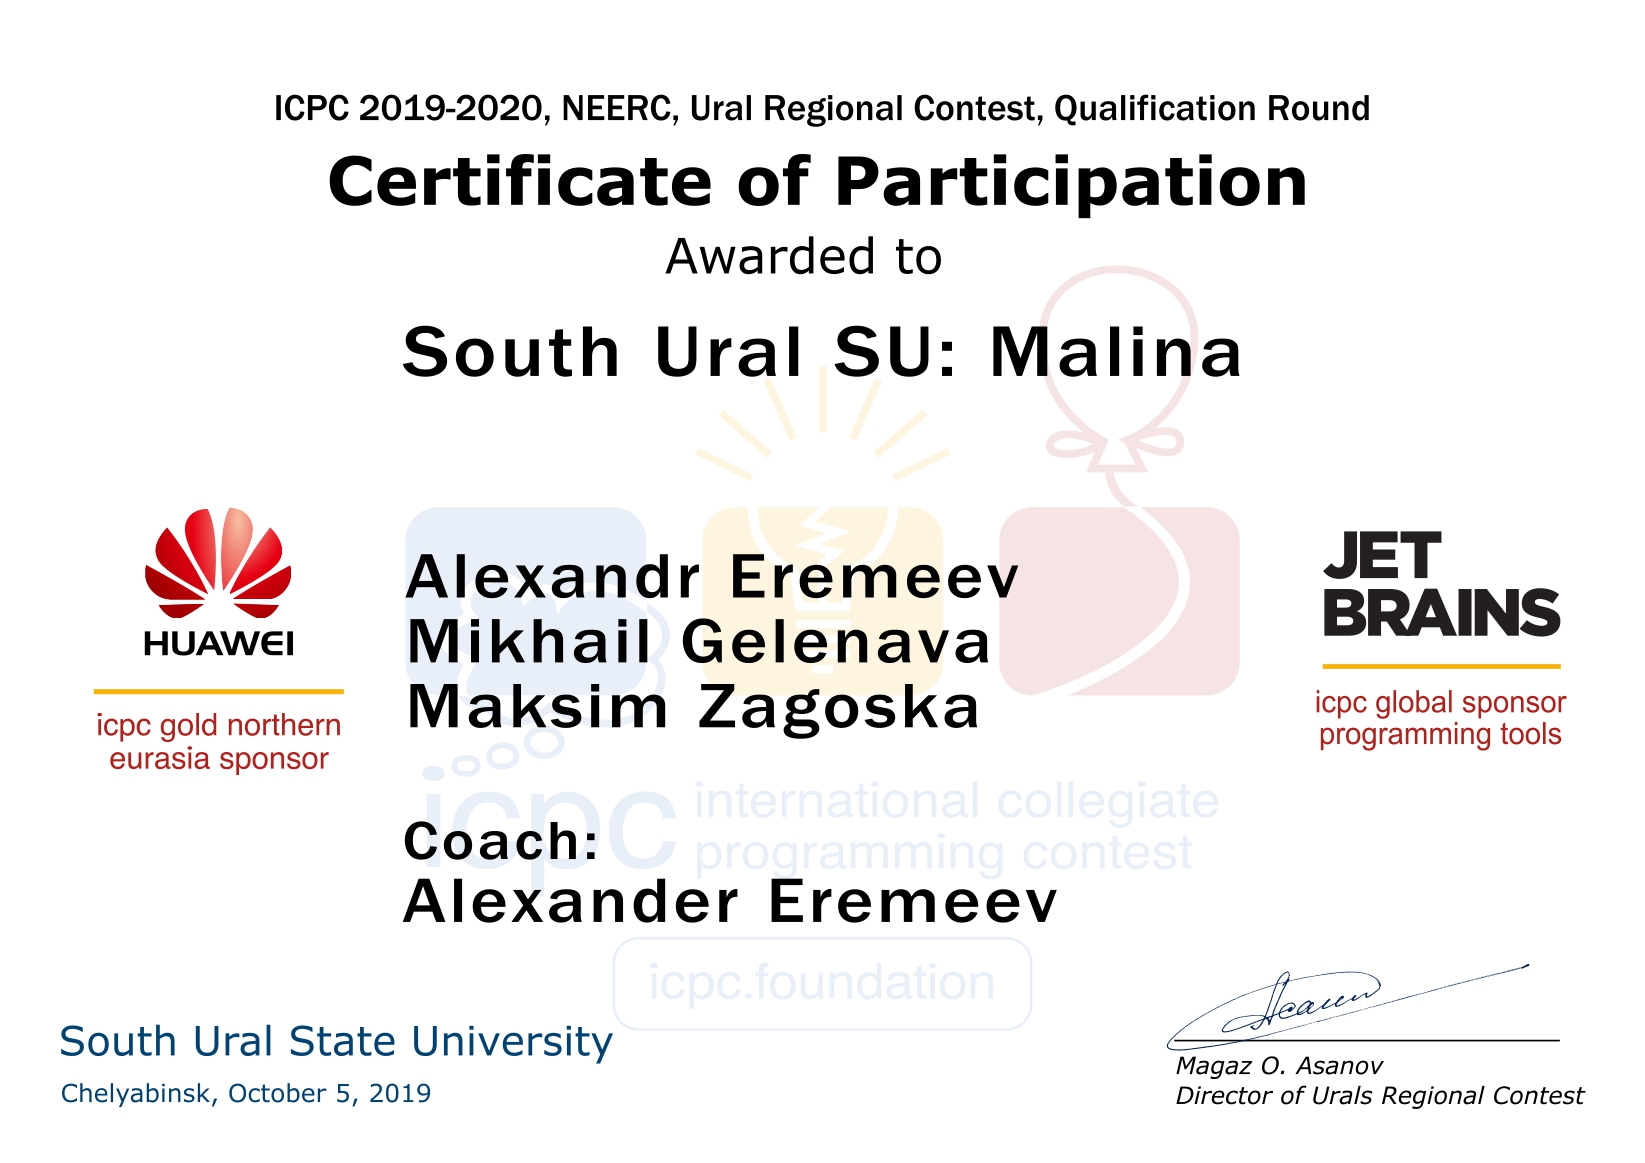 ICPC 2019-2020, NEERC, Ural Regional Contest, Qualification Round
Certificate of Participation
Awarded to
South Ural SU: Malina
HUAWEI
icpc gold northern
eurasia sponsor
Alexandr Eremeev
Mikhail Gelenava
Maksim Zagoska
JET
BRAINS
icpc global sponsor
programming tools
icpc international collegiate
programming contest
Coach:
Alexander Eremeev
icpc.foundation
South Ural State University
Chelyabinsk, October 5, 2019
Magaz O. Asanov
Director of Urals Regional Contest